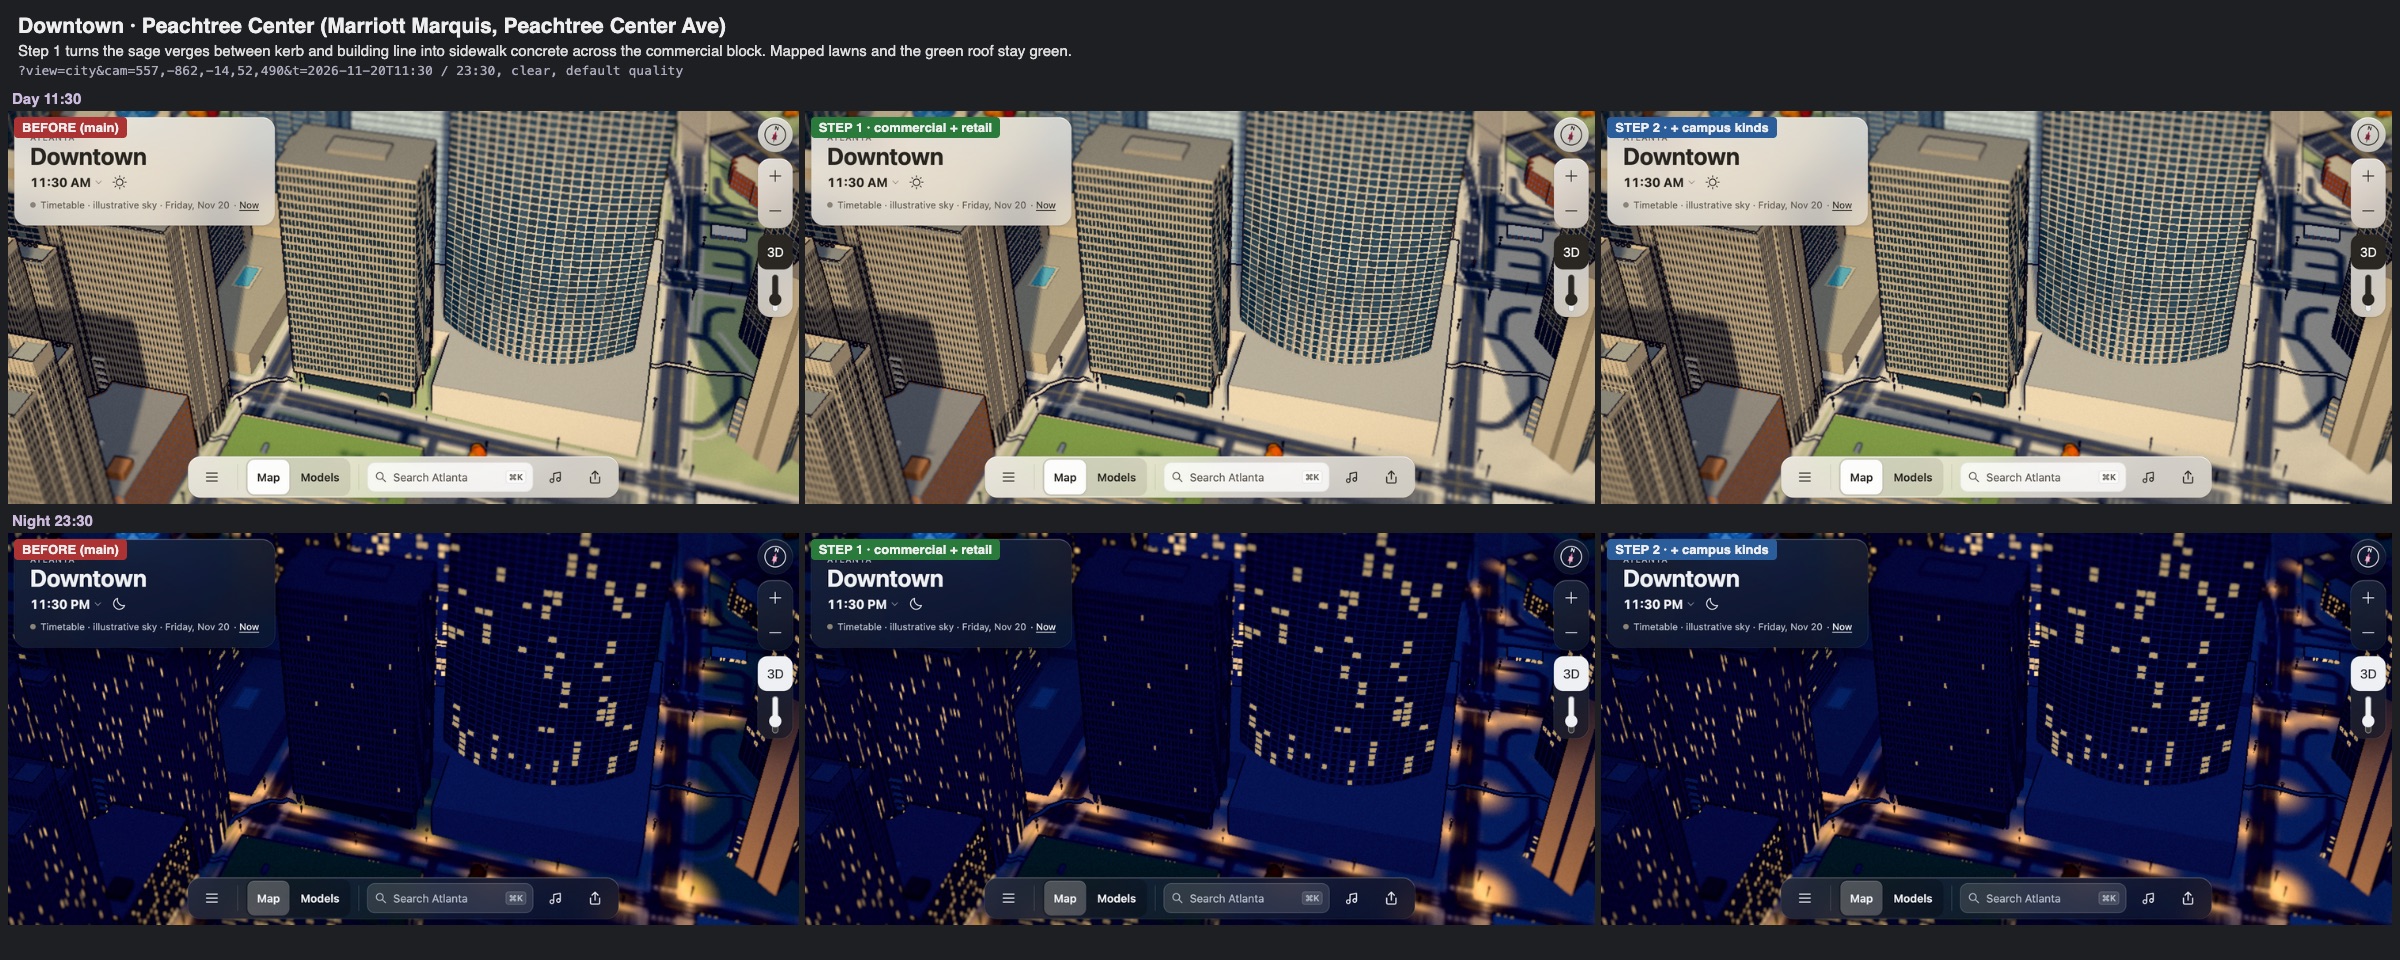 Downtown · Peachtree Center (Marriott Marquis, Peachtree Center Ave)
Step 1 turns the sage verges between kerb and building line into sidewalk concrete across the commercial block. Mapped lawns and the green roof stay green.
?view=city&cam=557,-862,-14,52,490&t=2026-11-20T11:30 / 23:30, clear, default quality
Day 11:30
BEFORE (main)
ATLANTA
Downtown
11:30 AM
Timetable · illustrative sky · Friday, Nov 20 · Now
N
+
−
3D
Map Models Search Atlanta ⌘K
STEP 1 · commercial + retail
Downtown
11:30 AM
Timetable · illustrative sky · Friday, Nov 20 · Now
N
+
−
3D
Map Models Search Atlanta ⌘K
STEP 2 · + campus kinds
Downtown
11:30 AM
Timetable · illustrative sky · Friday, Nov 20 · Now
N
+
−
3D
Map Models Search Atlanta ⌘K
Night 23:30
BEFORE (main)
ATLANTA
Downtown
11:30 PM
Timetable · illustrative sky · Friday, Nov 20 · Now
N
+
−
3D
Map Models Search Atlanta ⌘K
STEP 1 · commercial + retail
Downtown
11:30 PM
Timetable · illustrative sky · Friday, Nov 20 · Now
N
+
−
3D
Map Models Search Atlanta ⌘K
STEP 2 · + campus kinds
Downtown
11:30 PM
Timetable · illustrative sky · Friday, Nov 20 · Now
N
+
−
3D
Map Models Search Atlanta ⌘K